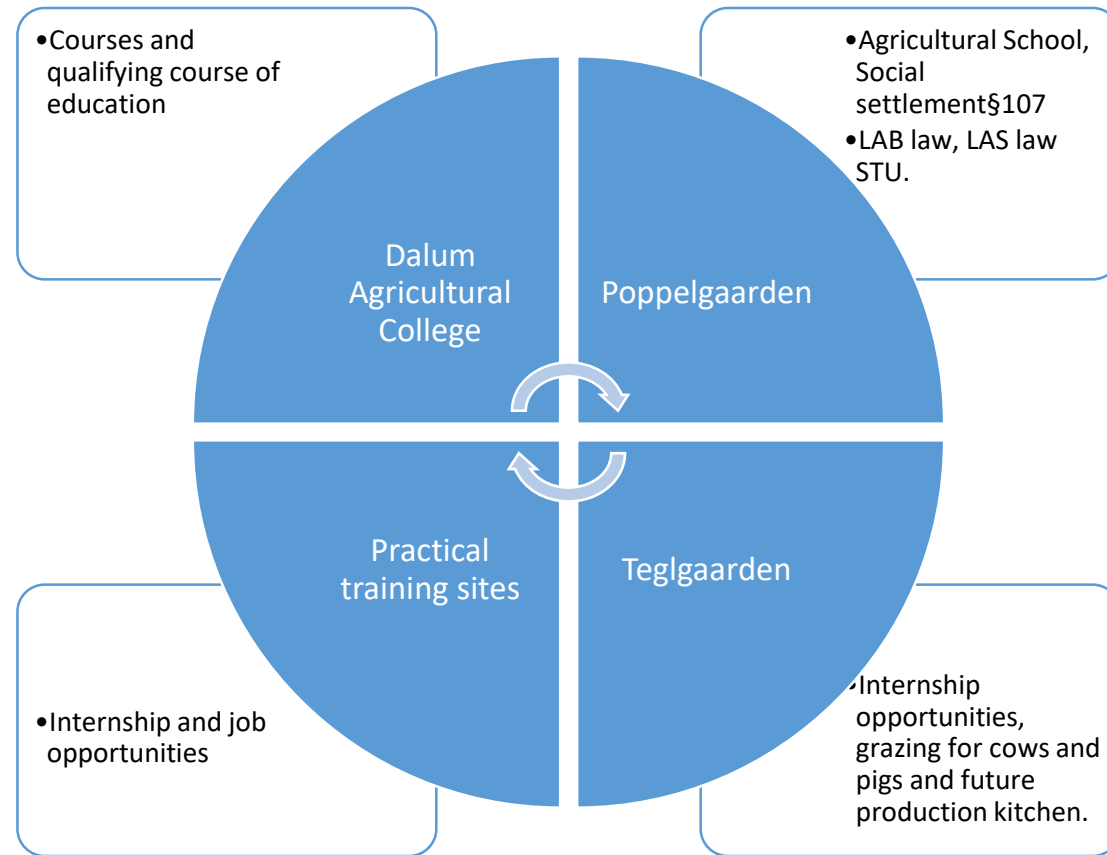 •Courses and
qualifying course of
education
•Agricultural School,
Social
settlement§107
•LAB law, LAS law
STU.
Dalum
Agricultural
College
Poppelgaarden
Practical
training sites
Teglgaarden
•Internship and job
opportunities
•Internship
opportunities,
grazing for cows and
pigs and future
production kitchen.